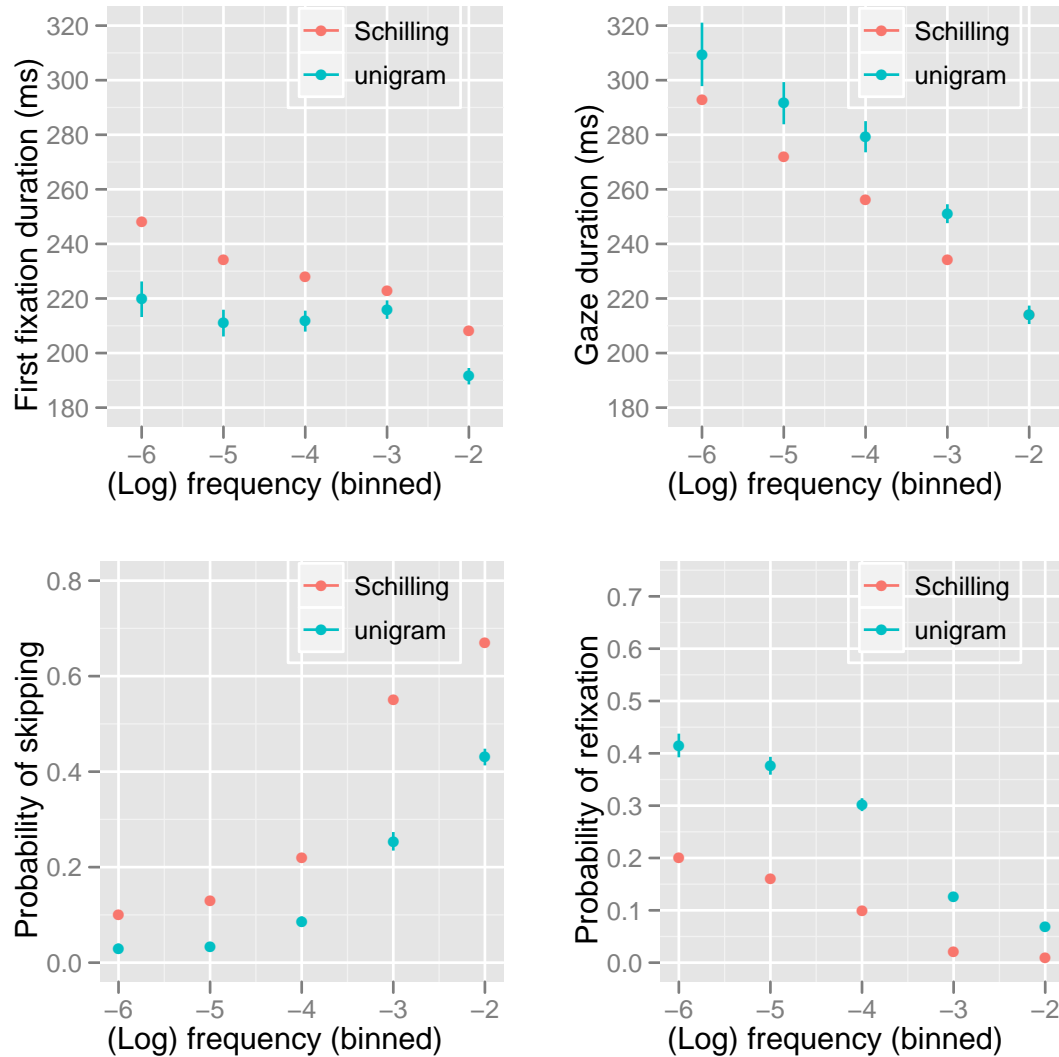 First fixation duration (ms)
320
300
280
260
240
220
200
180
Schilling
unigram
−6 −5 −4 −3 −2
(Log) frequency (binned)
Gaze duration (ms)
320
300
280
260
240
220
200
180
Schilling
unigram
−6 −5 −4 −3 −2
(Log) frequency (binned)
Probability of skipping
0.8
0.6
0.4
0.2
0.0
Schilling
unigram
−6 −5 −4 −3 −2
(Log) frequency (binned)
Probability of refixation
0.7
0.6
0.5
0.4
0.3
0.2
0.1
0.0
Schilling
unigram
−6 −5 −4 −3 −2
(Log) frequency (binned)